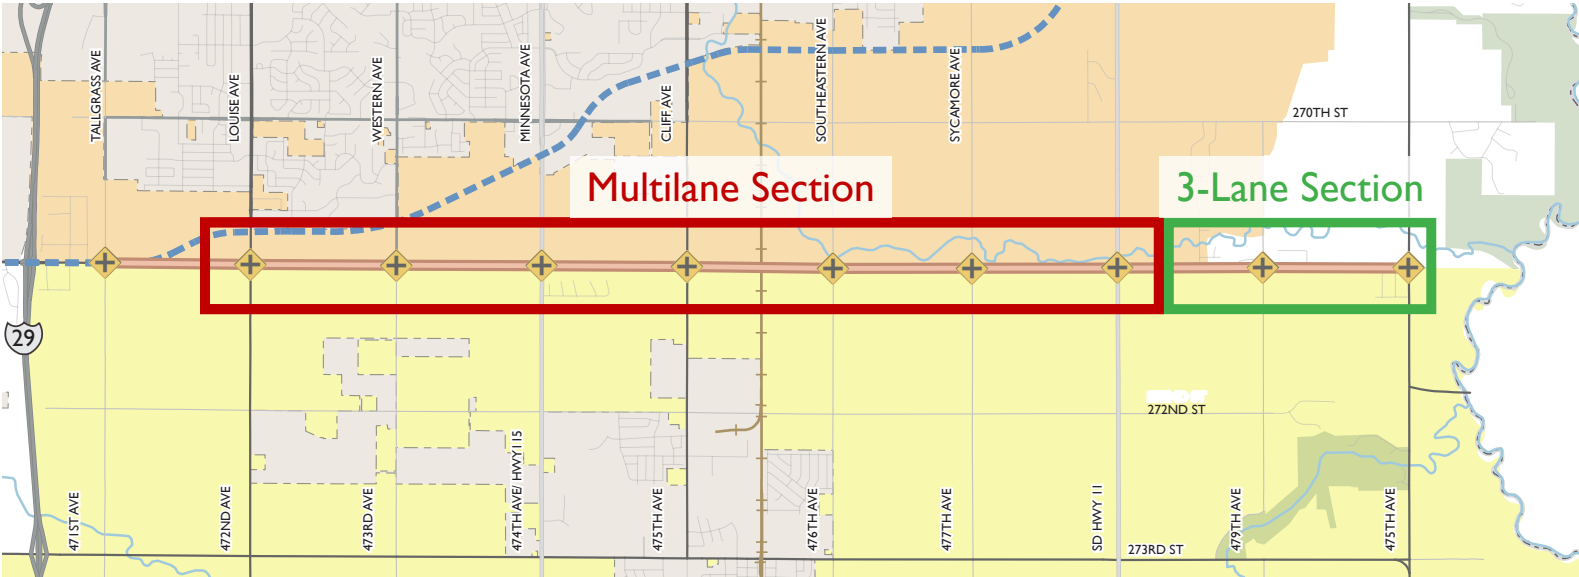 TALLGRASS AVE
LOUISE AVE
WESTERN AVE
MINNESOTA AVE
CLIFF AVE
SOUTHEASTERN AVE
SYCAMORE AVE
270TH ST
Multilane Section
3-Lane Section
29
272ND ST
471ST AVE
472ND AVE
473RD AVE
474TH AVE/ HWY115
475TH AVE
476TH AVE
477TH AVE
SD HWY 11
273RD ST
479TH AVE
475TH AVE